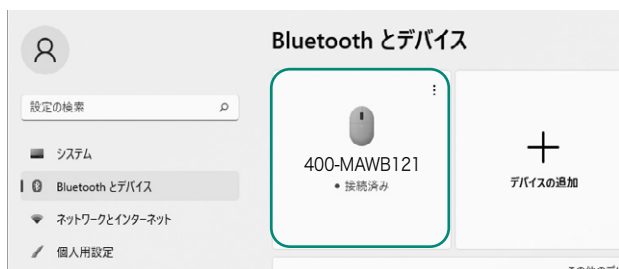 Bluetooth とデバイス
設定の検索
システム
Bluetooth とデバイス
ネットワークとインターネット
個人用設定
400-MAWB121
• 接続済み
デバイスの追加